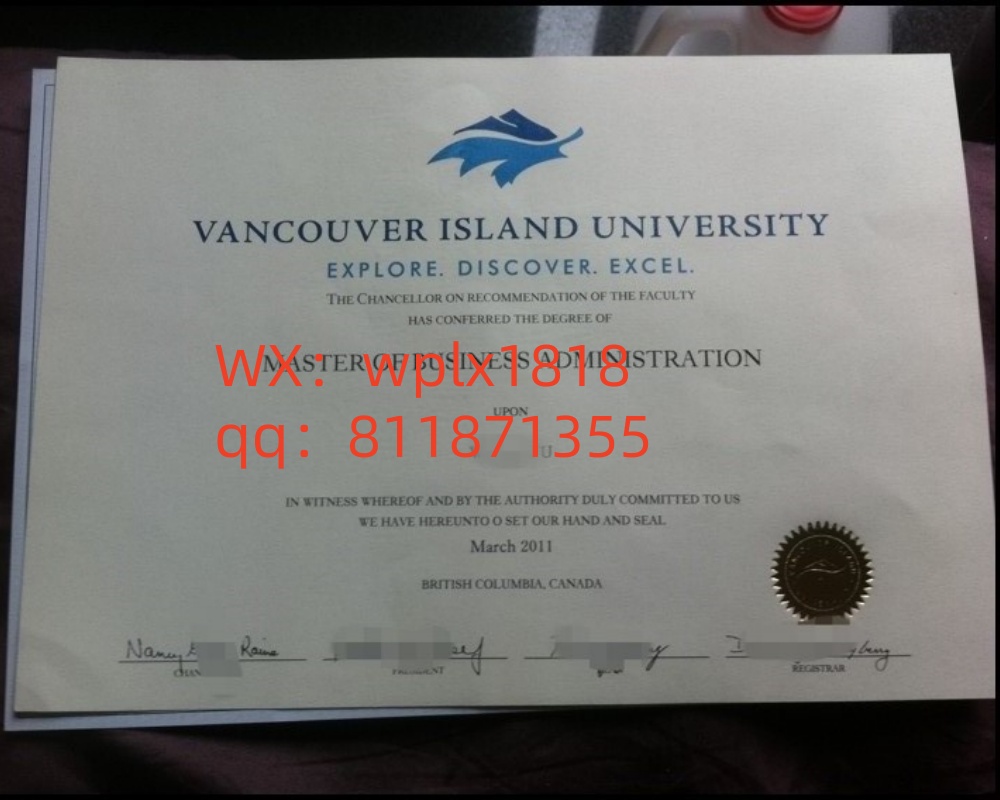 VANCOUVER ISLAND UNIVERSITY
EXPLORE. DISCOVER. EXCEL.
THE CHANCELLOR ON RECOMMENDATION OF THE FACULTY
HAS CONFERRED THE DEGREE OF
MASTER OF BUSINESS ADMINISTRATION
WX: wplx1818
UPON
qq: 811871355
U
IN WITNESS WHEREOF AND BY THE AUTHORITY DULY COMMITTED TO US
WE HAVE HEREUNTO O SET OUR HAND AND SEAL
March 2011
BRITISH COLUMBIA, CANADA
Nancy Raine
REGISTRAR